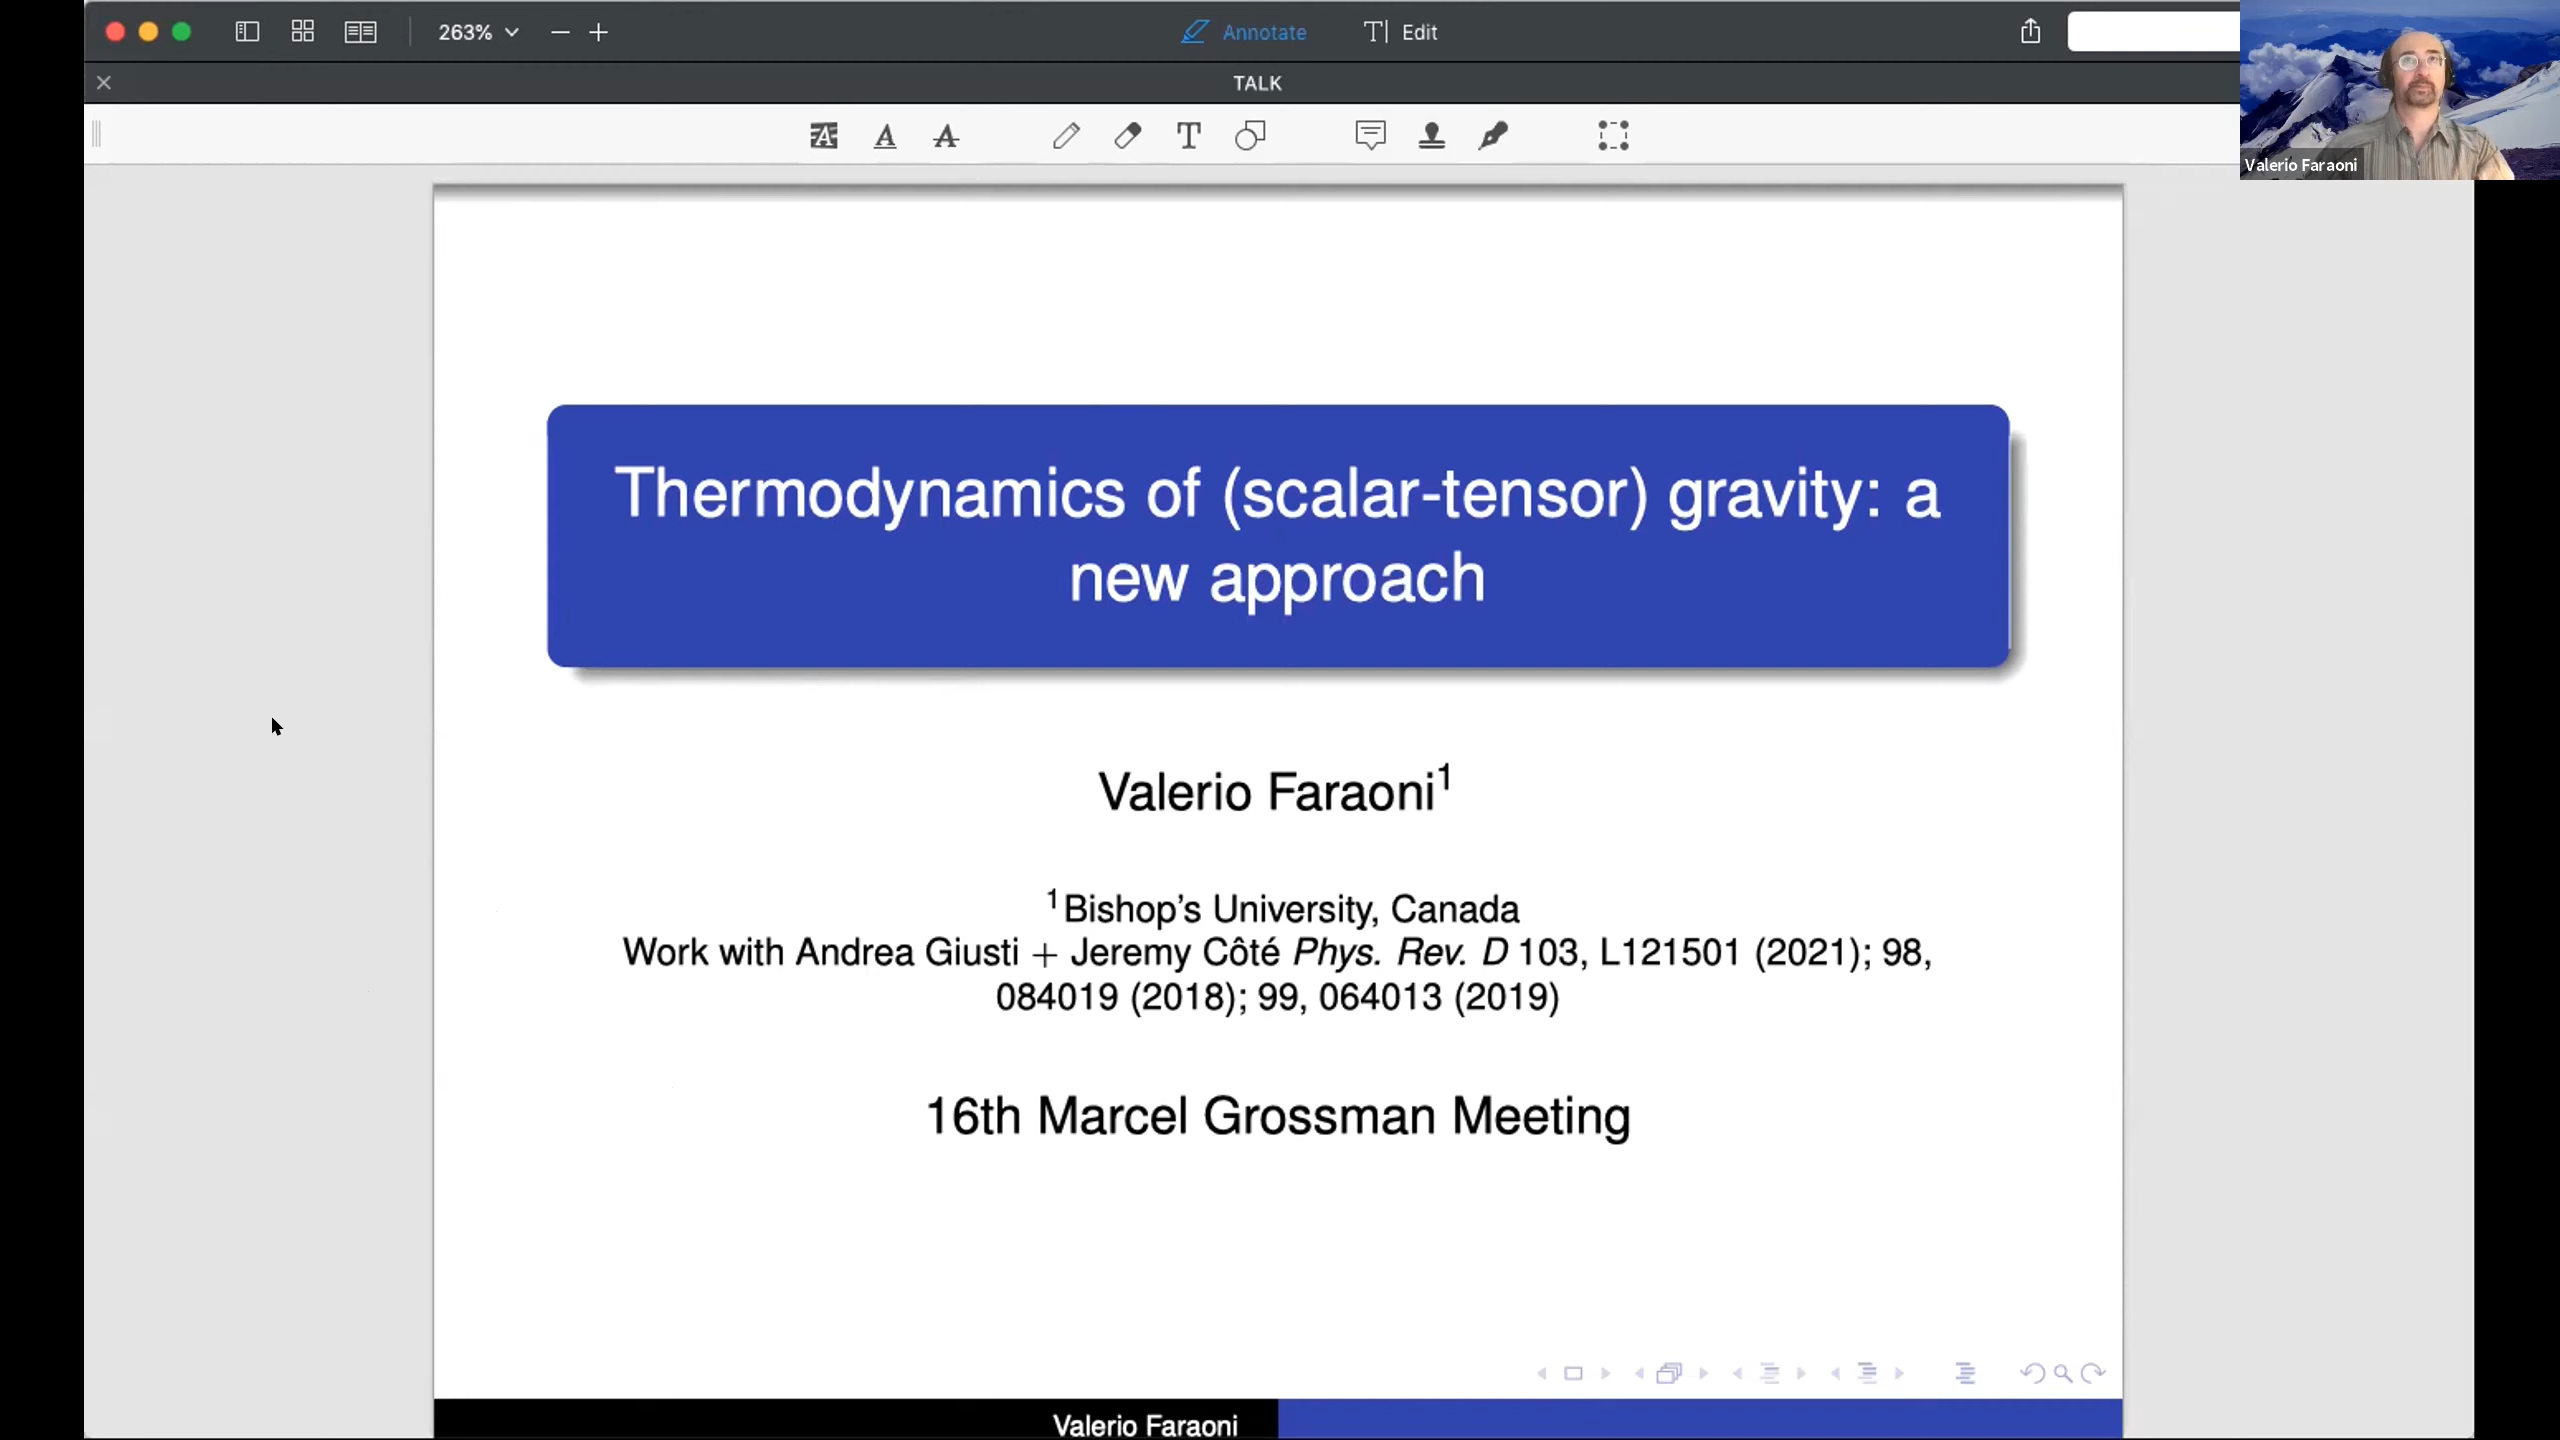 263%
Annotate
Edit
TALK
Valerio Faraoni
Thermodynamics of (scalar-tensor) gravity: a
new approach
Valerio Faraoni¹
¹Bishop's University, Canada
Work with Andrea Giusti + Jeremy Côté Phys. Rev. D 103, L121501 (2021); 98,
084019 (2018); 99, 064013 (2019)
16th Marcel Grossman Meeting
Valerio Faraoni